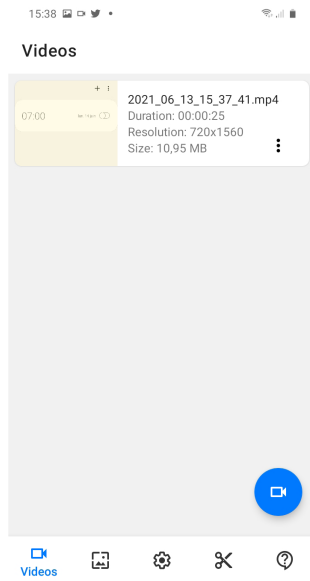 15:38
Videos
07:00
2021_06_13_15_37_41.mp4
Duration: 00:00:25
Resolution: 720x1560
Size: 10,95 MB
Videos